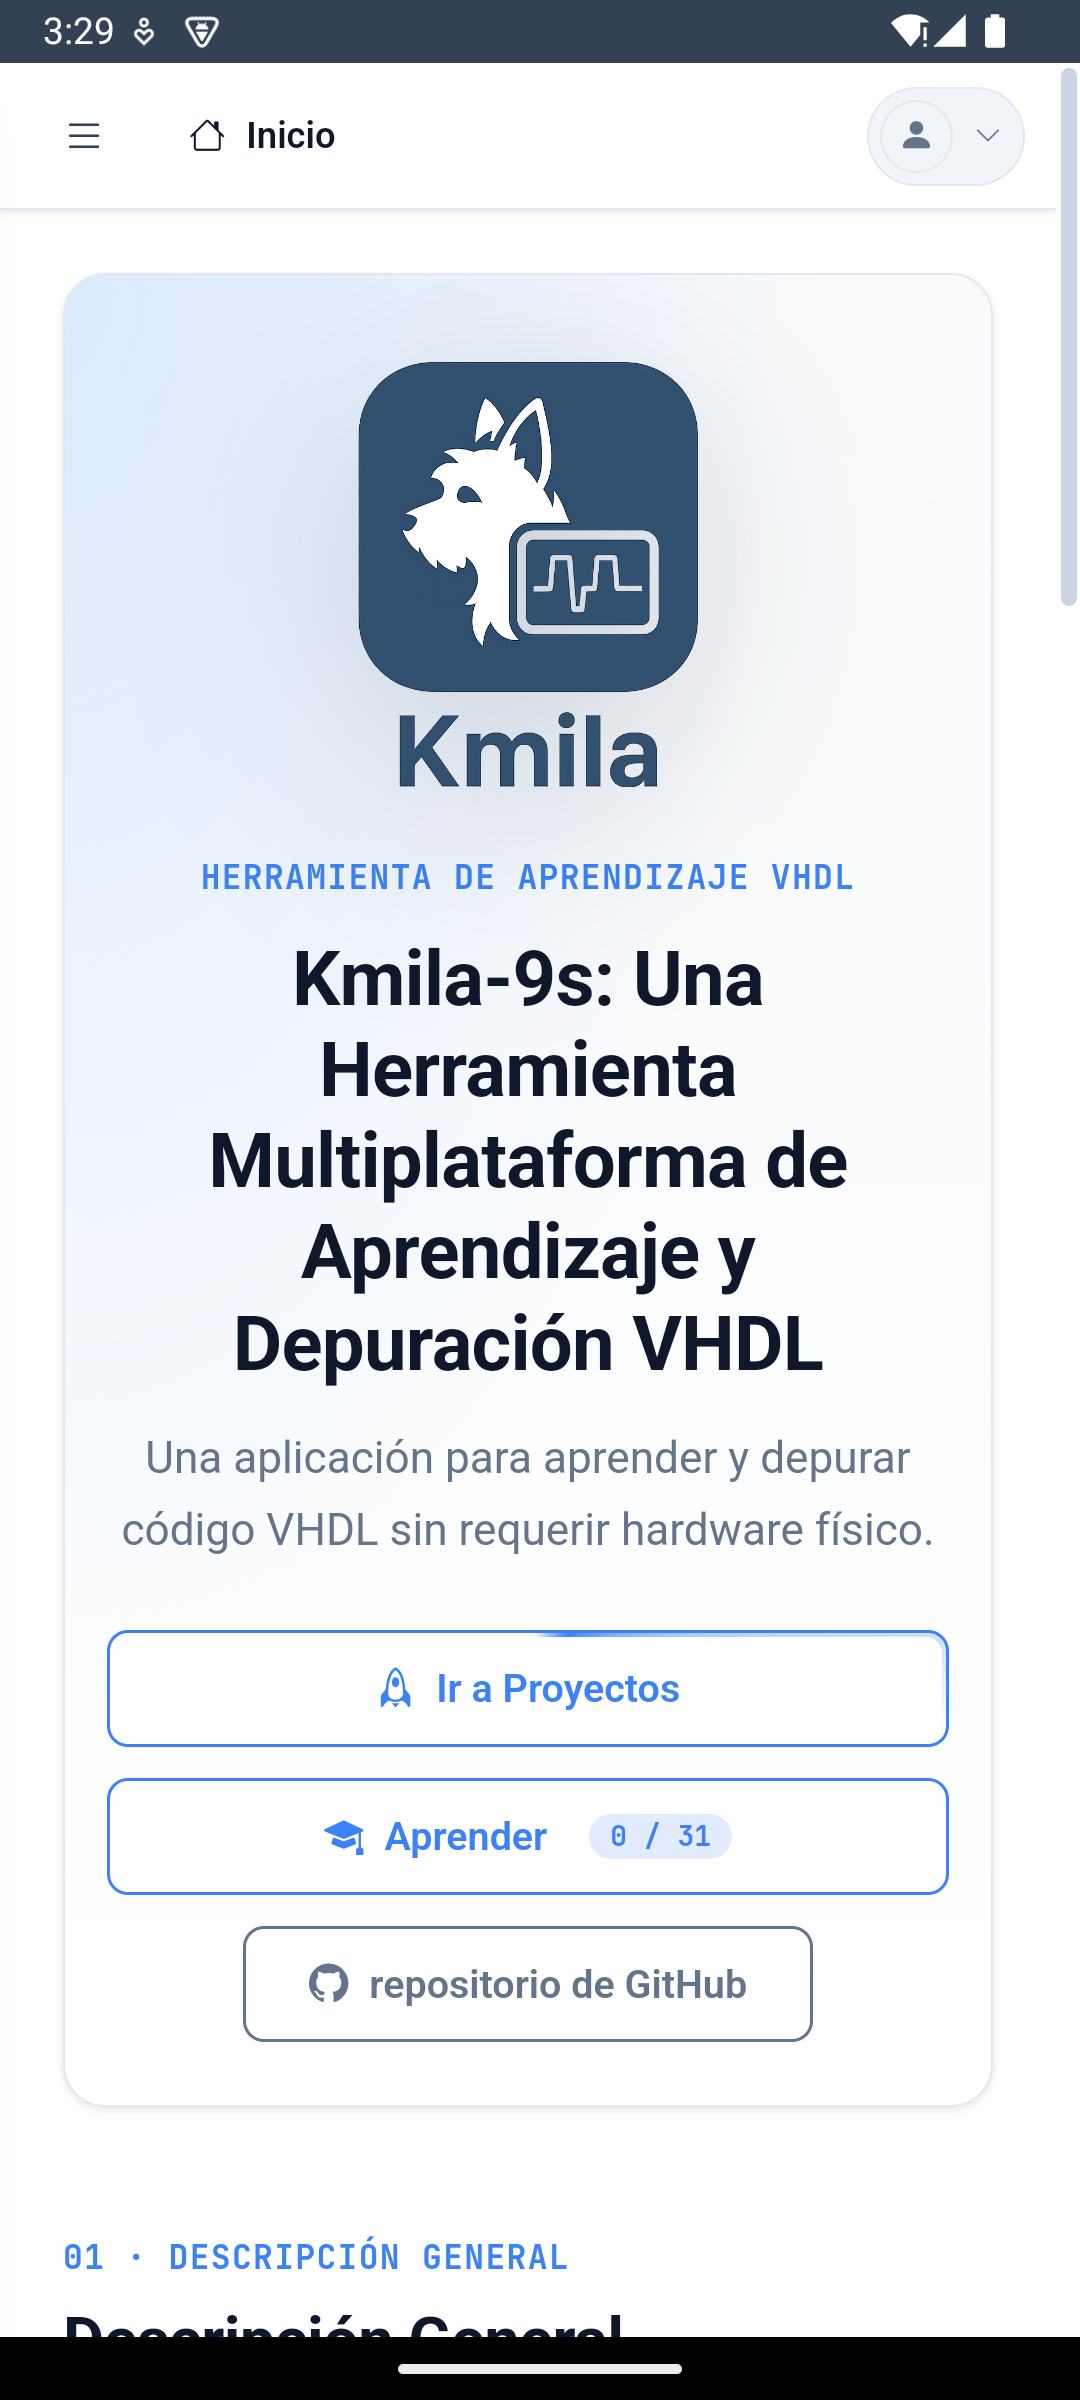 3:29
Inicio
Kmila
HERRAMIENTA DE APRENDIZAJE VHDL
Kmila-9s: Una
Herramienta
Multiplataforma de
Aprendizaje y
Depuración VHDL
Una aplicación para aprender y depurar
código VHDL sin requerir hardware físico.
Ir a Proyectos
Aprender 0 / 31
repositorio de GitHub
01 · DESCRIPCIÓN GENERAL
Descripción General